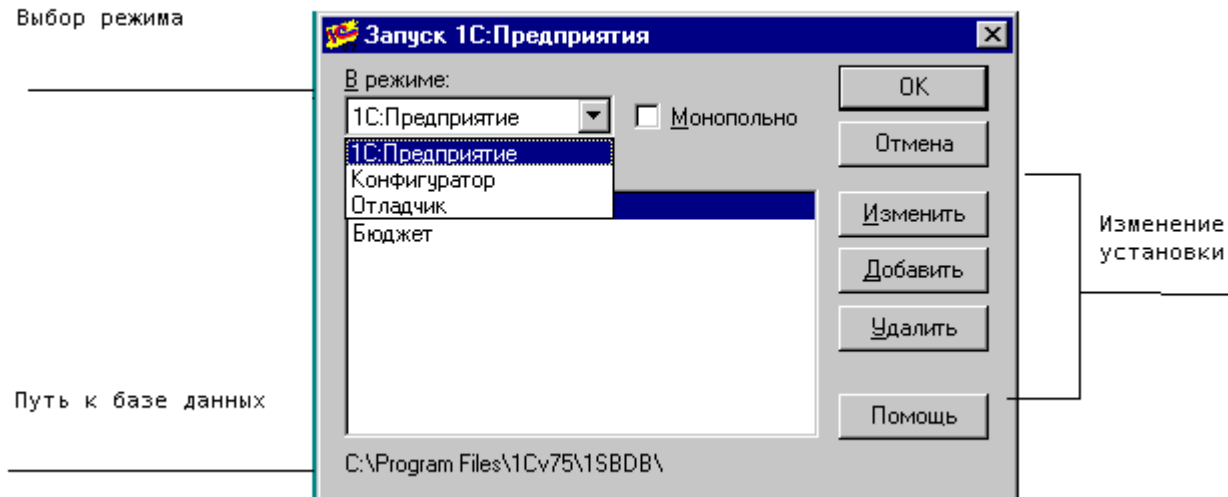 Выбор режима
Запуск 1С:Предприятия
В режиме:
1С:Предприятие
Монопольно
1С:Предприятие
Конфигуратор
Отладчик
Бюджет
OK
Отмена
Изменить
Добавить
Удалить
Помощь
Изменение
установки
Путь к базе данных
C:\Program Files\1Cv75\1SBDB\